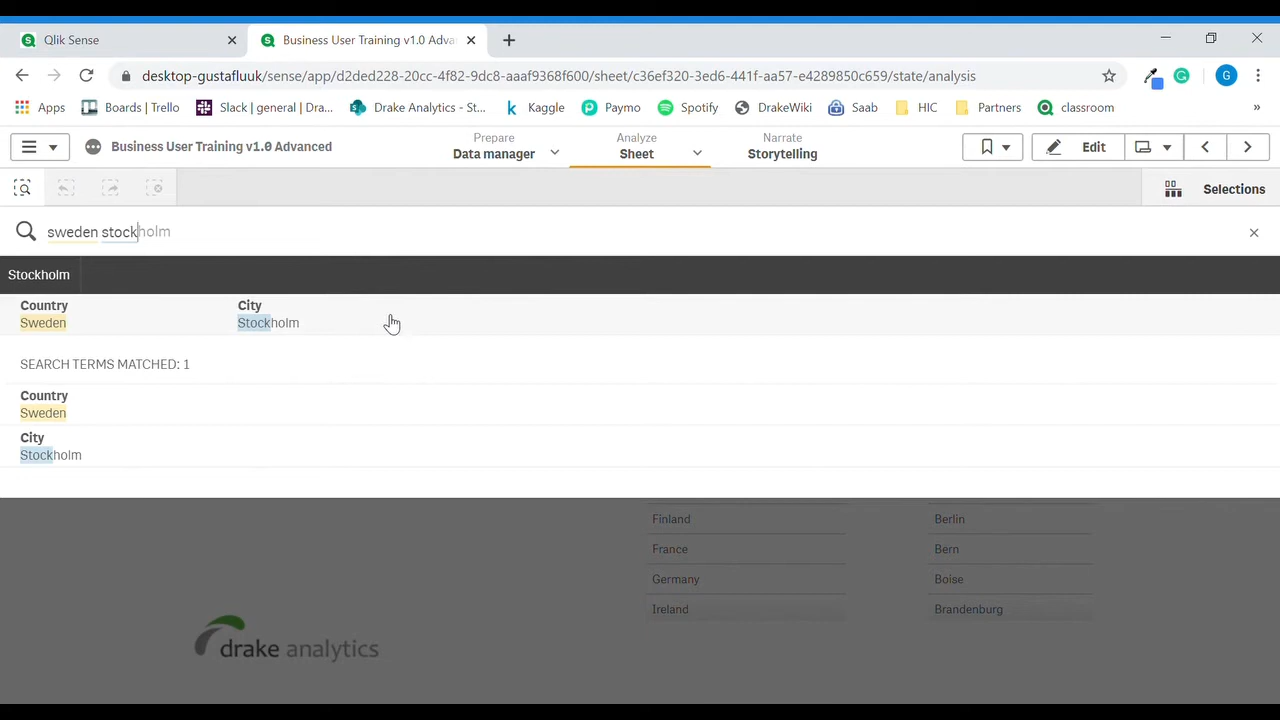 Qlik Sense
Business User Training v1.0 Adva
desktop-gustafluuk/sense/app/d2ded228-20cc-4f82-9dc8-aaaf9368f600/sheet/c36ef320-3edb-441f-aa57-e4289850c659/state/analysis
G
Apps
Boards | Trello
Slack | general | Dra...
Drake Analytics - St...
Kaggle
Paymo
Spotify
DrakeWiki
Saab
HIC
Partners
classroom
»
Business User Training v1.0 Advanced
Prepare
Data manager
Analyze
Sheet
Narrate
Storytelling
Edit
Selections
sweden stockholm
Stockholm
Country City
Sweden Stockholm
SEARCH TERMS MATCHED: 1
Country
Sweden
City
Stockholm
Finland Berlin
France Bern
Germany Boise
Ireland Brandenburg
drake analytics